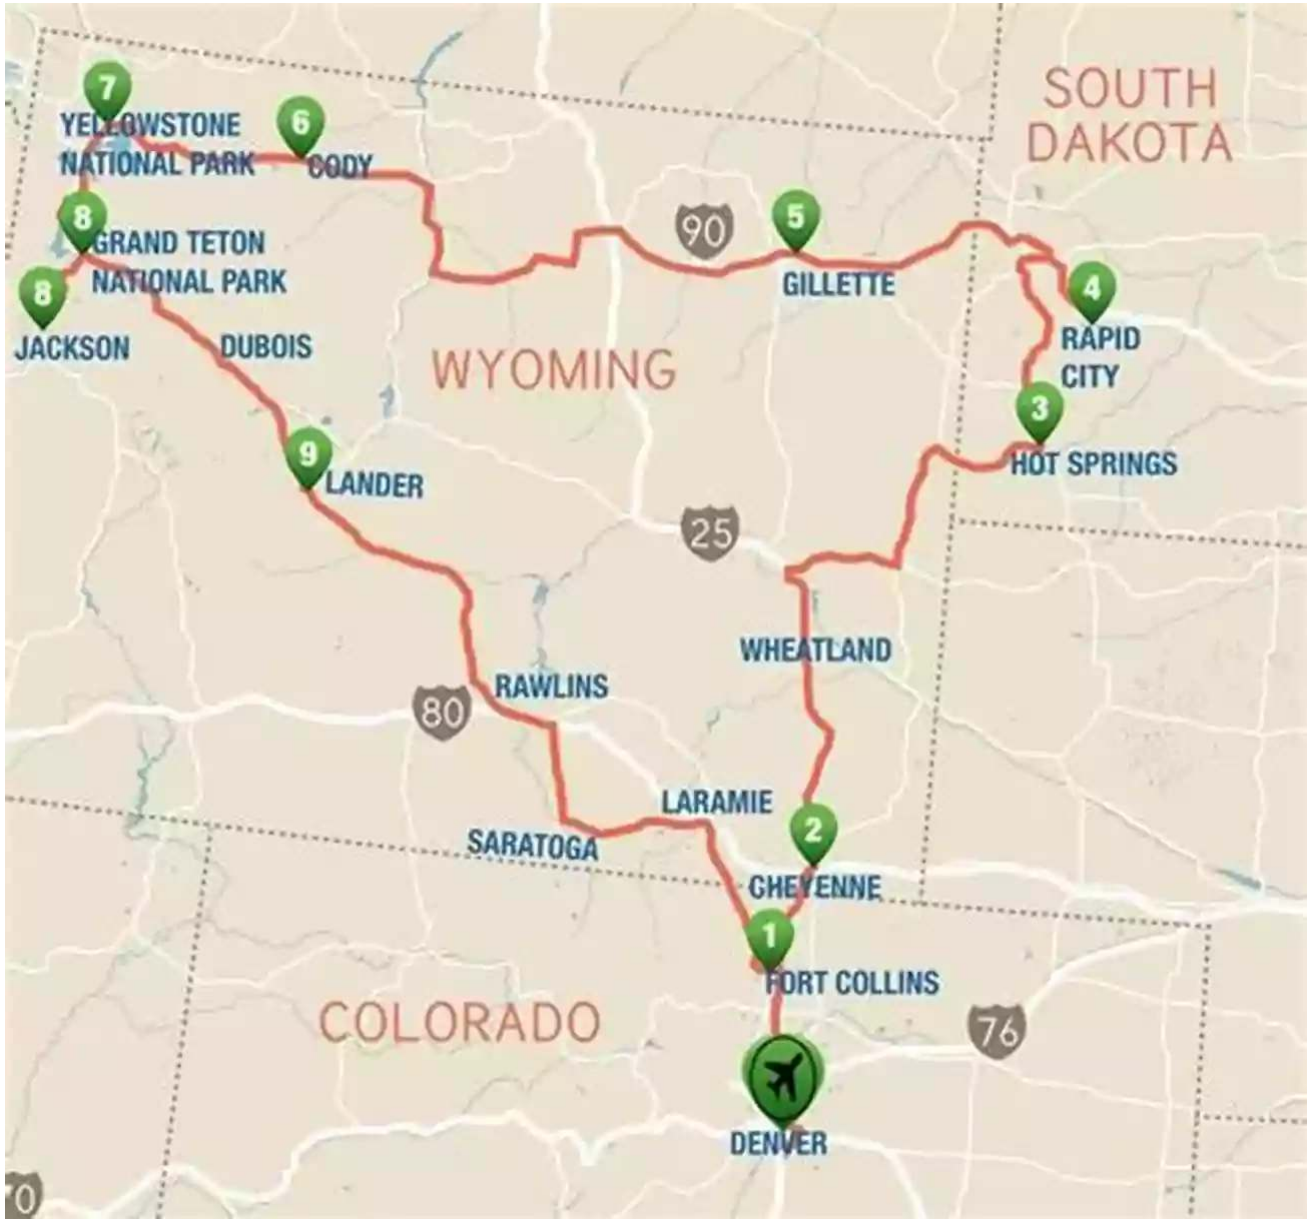 SOUTH
DAKOTA
7
YELLOWSTONE
NATIONAL PARK
6
CODY
8
GRAND TETON
NATIONAL PARK
90
5
GILLETTE
8
JACKSON
4
RAPID
CITY
DUBOIS
WYOMING
3
HOT SPRINGS
9
LANDER
25
WHEATLAND
RAWLINS
80
LARAMIE
SARATOGA
2
CHEYENNE
1
FORT COLLINS
COLORADO
76
DENVER
0